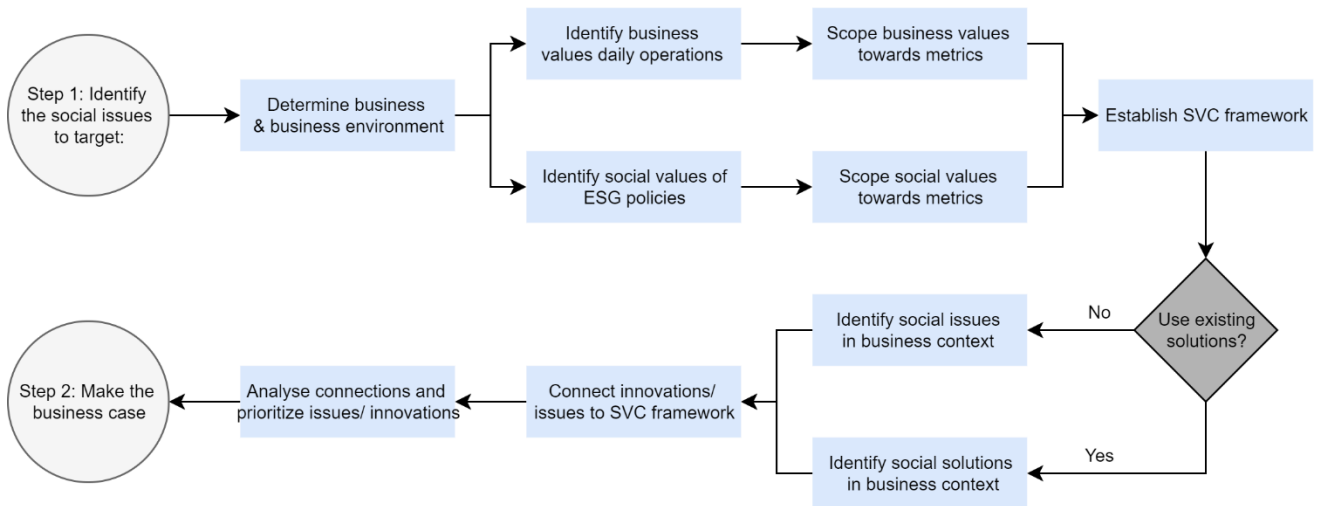 Step 1: Identify
the social issues
to target:
Determine business
& business environment
Identify business
values daily operations
Scope business values
towards metrics
Identify social values of
ESG policies
Scope social values
towards metrics
Establish SVC framework
Use existing
solutions?
No
Identify social issues
in business context
Yes
Identify social solutions
in business context
Connect innovations/
issues to SVC framework
Analyse connections and
prioritize issues/ innovations
Step 2: Make the
business case